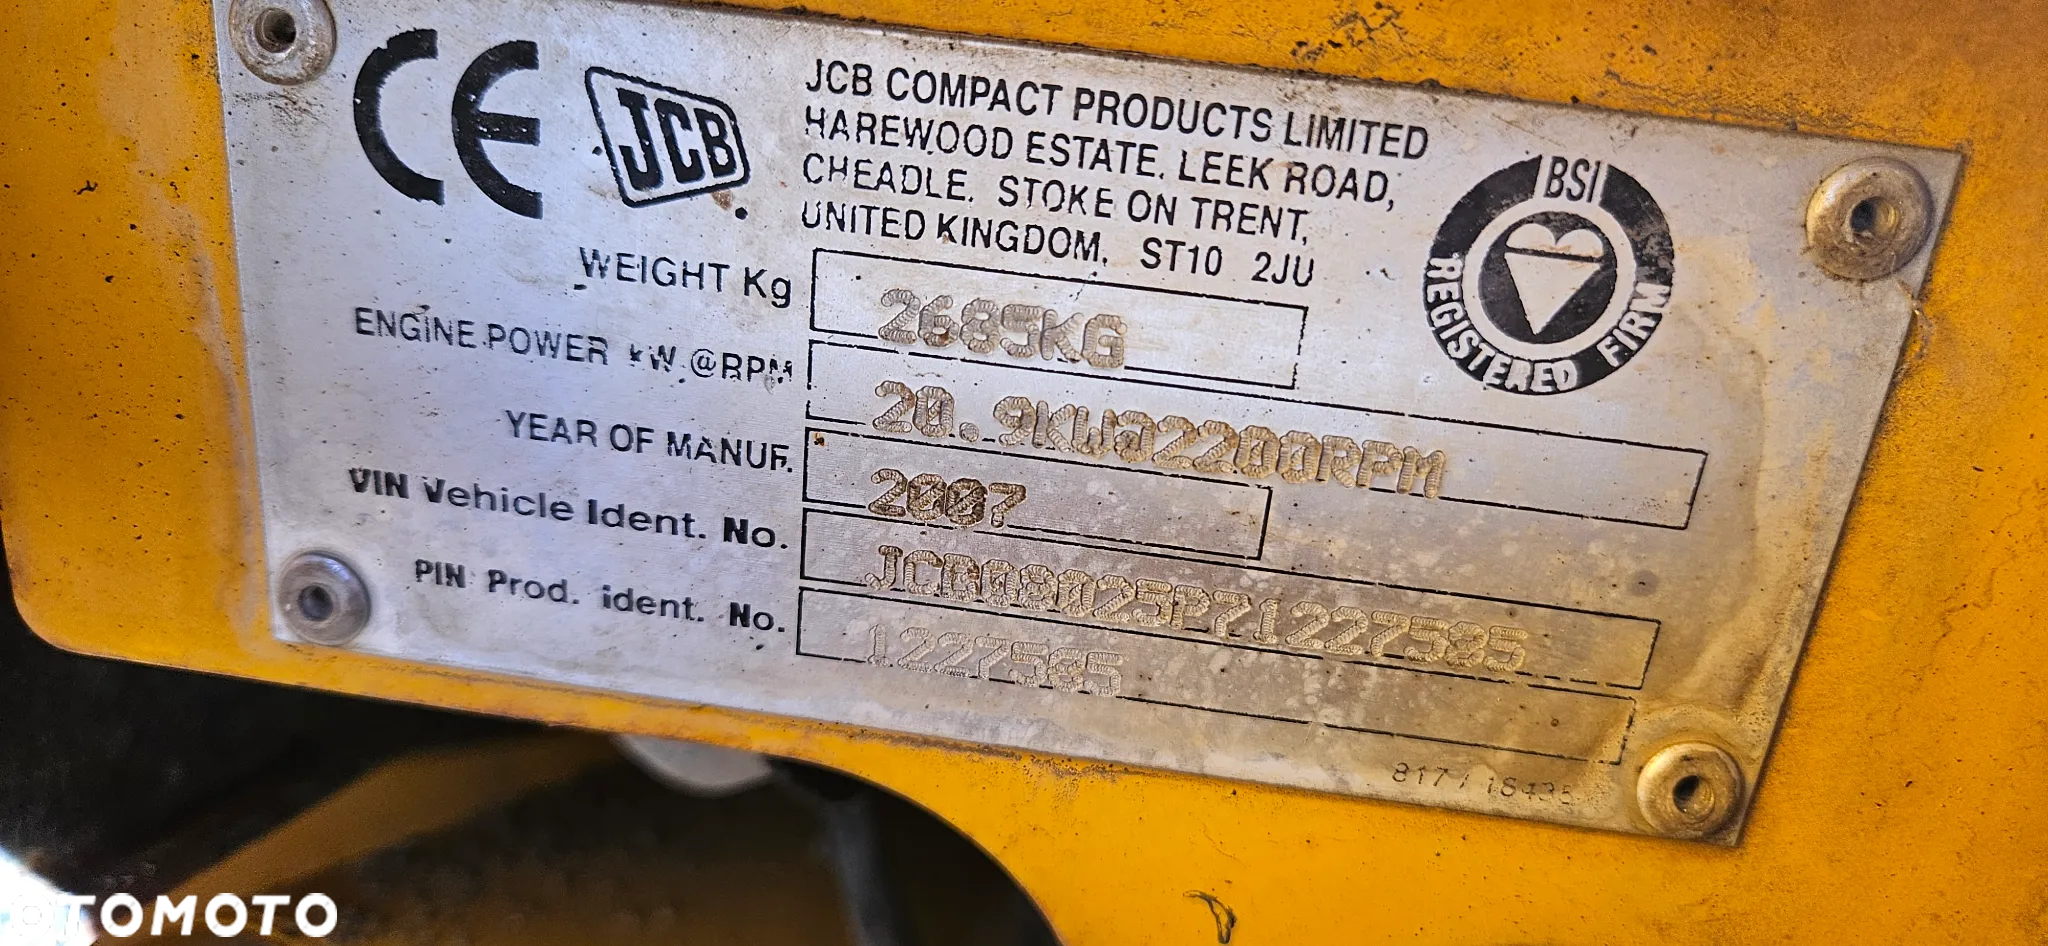 CE
JCB
JCB COMPACT PRODUCTS LIMITED
HAREWOOD ESTATE, LEEK ROAD,
CHEADLE, STOKE ON TRENT,
UNITED KINGDOM, ST10 2JU
BSI
REGISTERED FIRM
WEIGHT Kg 2685KG
ENGINE POWER kW @RPM 20.9KW@2200RPM
YEAR OF MANUF. 2007
VIN Vehicle Ident. No. JCB08025P71227585
PIN Prod. ident. No. 1227585
817/18435
OTOMOTO